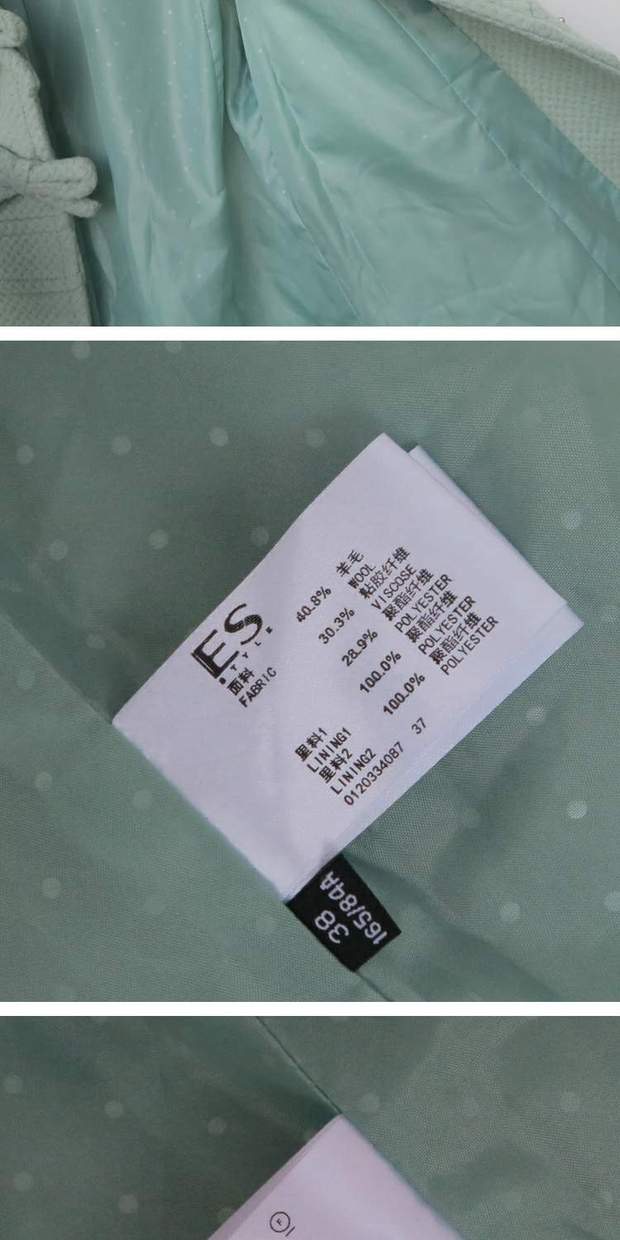 ES
STYLE
面料
FABRIC
40.8% 羊毛
WOOL
30.3% 粘胶纤维
VISCOSE
28.9% 聚酯纤维
POLYESTER
里料1 100.0% 聚酯纤维
LINING1 POLYESTER
里料2 100.0% 聚酯纤维
LINING2 POLYESTER
0120334087 37
38
165/84A
F